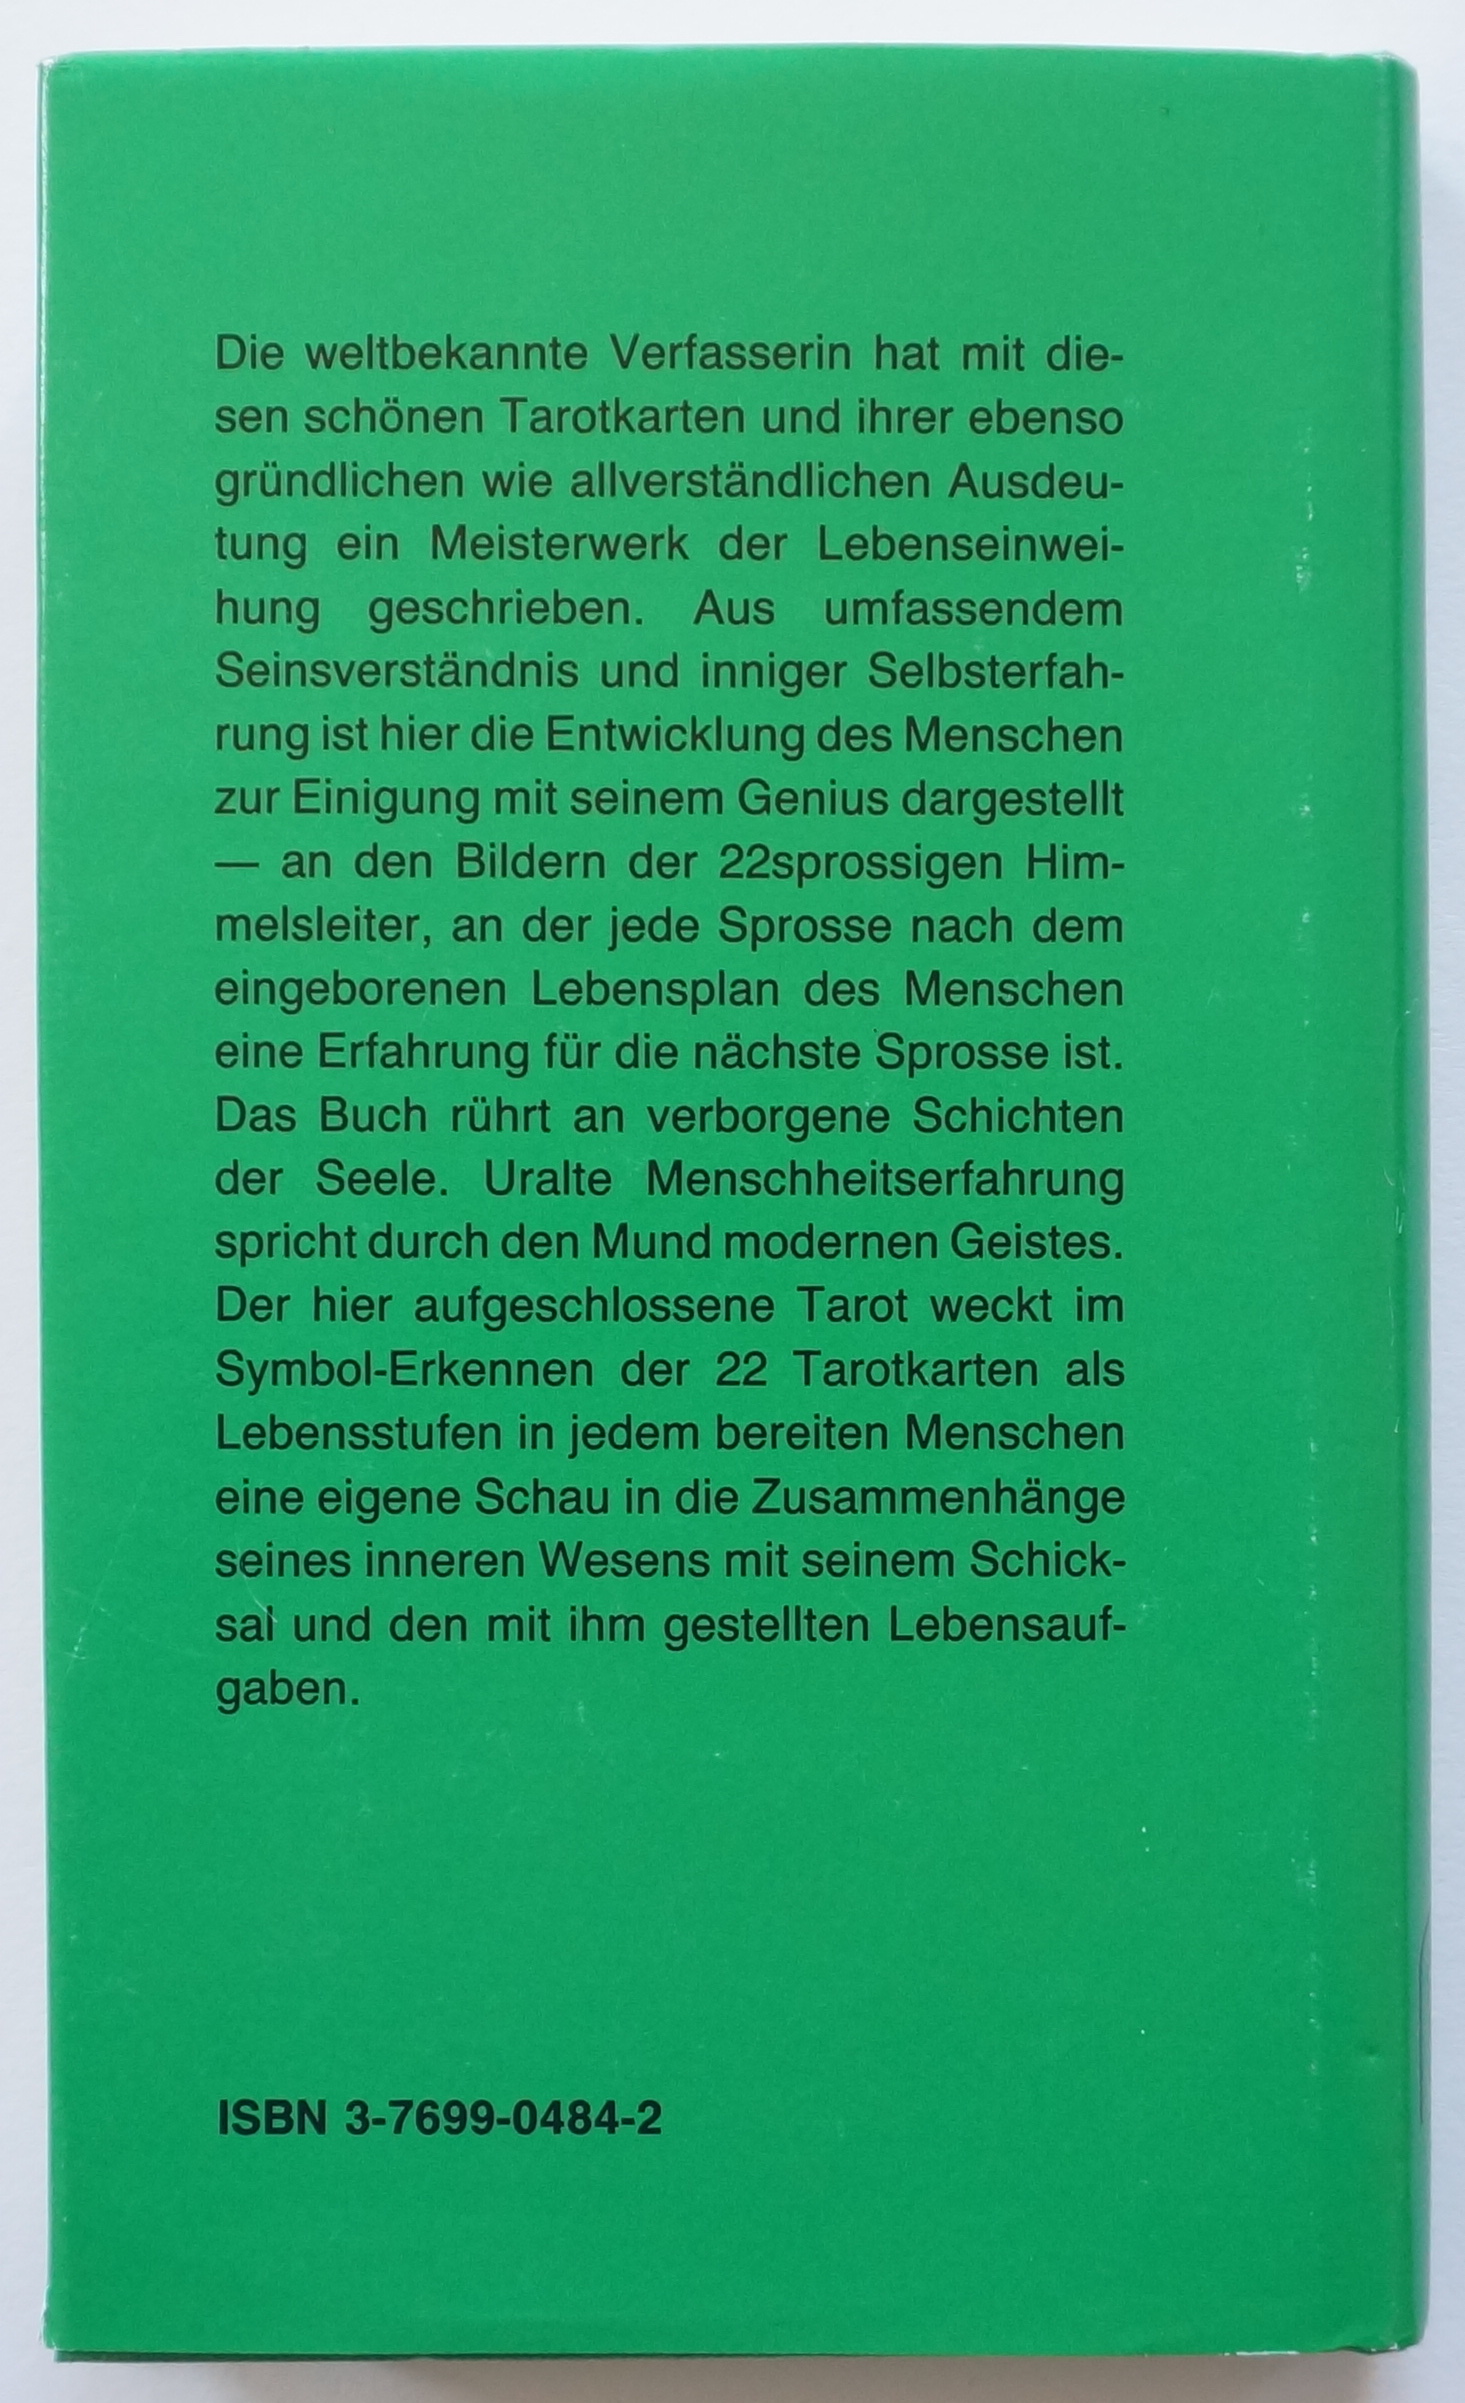 Die weltbekannte Verfasserin hat mit die-
sen schönen Tarotkarten und ihrer ebenso
gründlichen wie allverständlichen Ausdeu-
tung ein Meisterwerk der Lebenseinwei-
hung geschrieben. Aus umfassendem
Seinsverständnis und inniger Selbsterfah-
rung ist hier die Entwicklung des Menschen
zur Einigung mit seinem Genius dargestellt
— an den Bildern der 22sprossigen Him-
melsleiter, an der jede Sprosse nach dem
eingeborenen Lebensplan des Menschen
eine Erfahrung für die nächste Sprosse ist.
Das Buch rührt an verborgene Schichten
der Seele. Uralte Menschheitserfahrung
spricht durch den Mund modernen Geistes.
Der hier aufgeschlossene Tarot weckt im
Symbol-Erkennen der 22 Tarotkarten als
Lebensstufen in jedem bereiten Menschen
eine eigene Schau in die Zusammenhänge
seines inneren Wesens mit seinem Schick-
sal und den mit ihm gestellten Lebensauf-
gaben.
ISBN 3-7699-0484-2